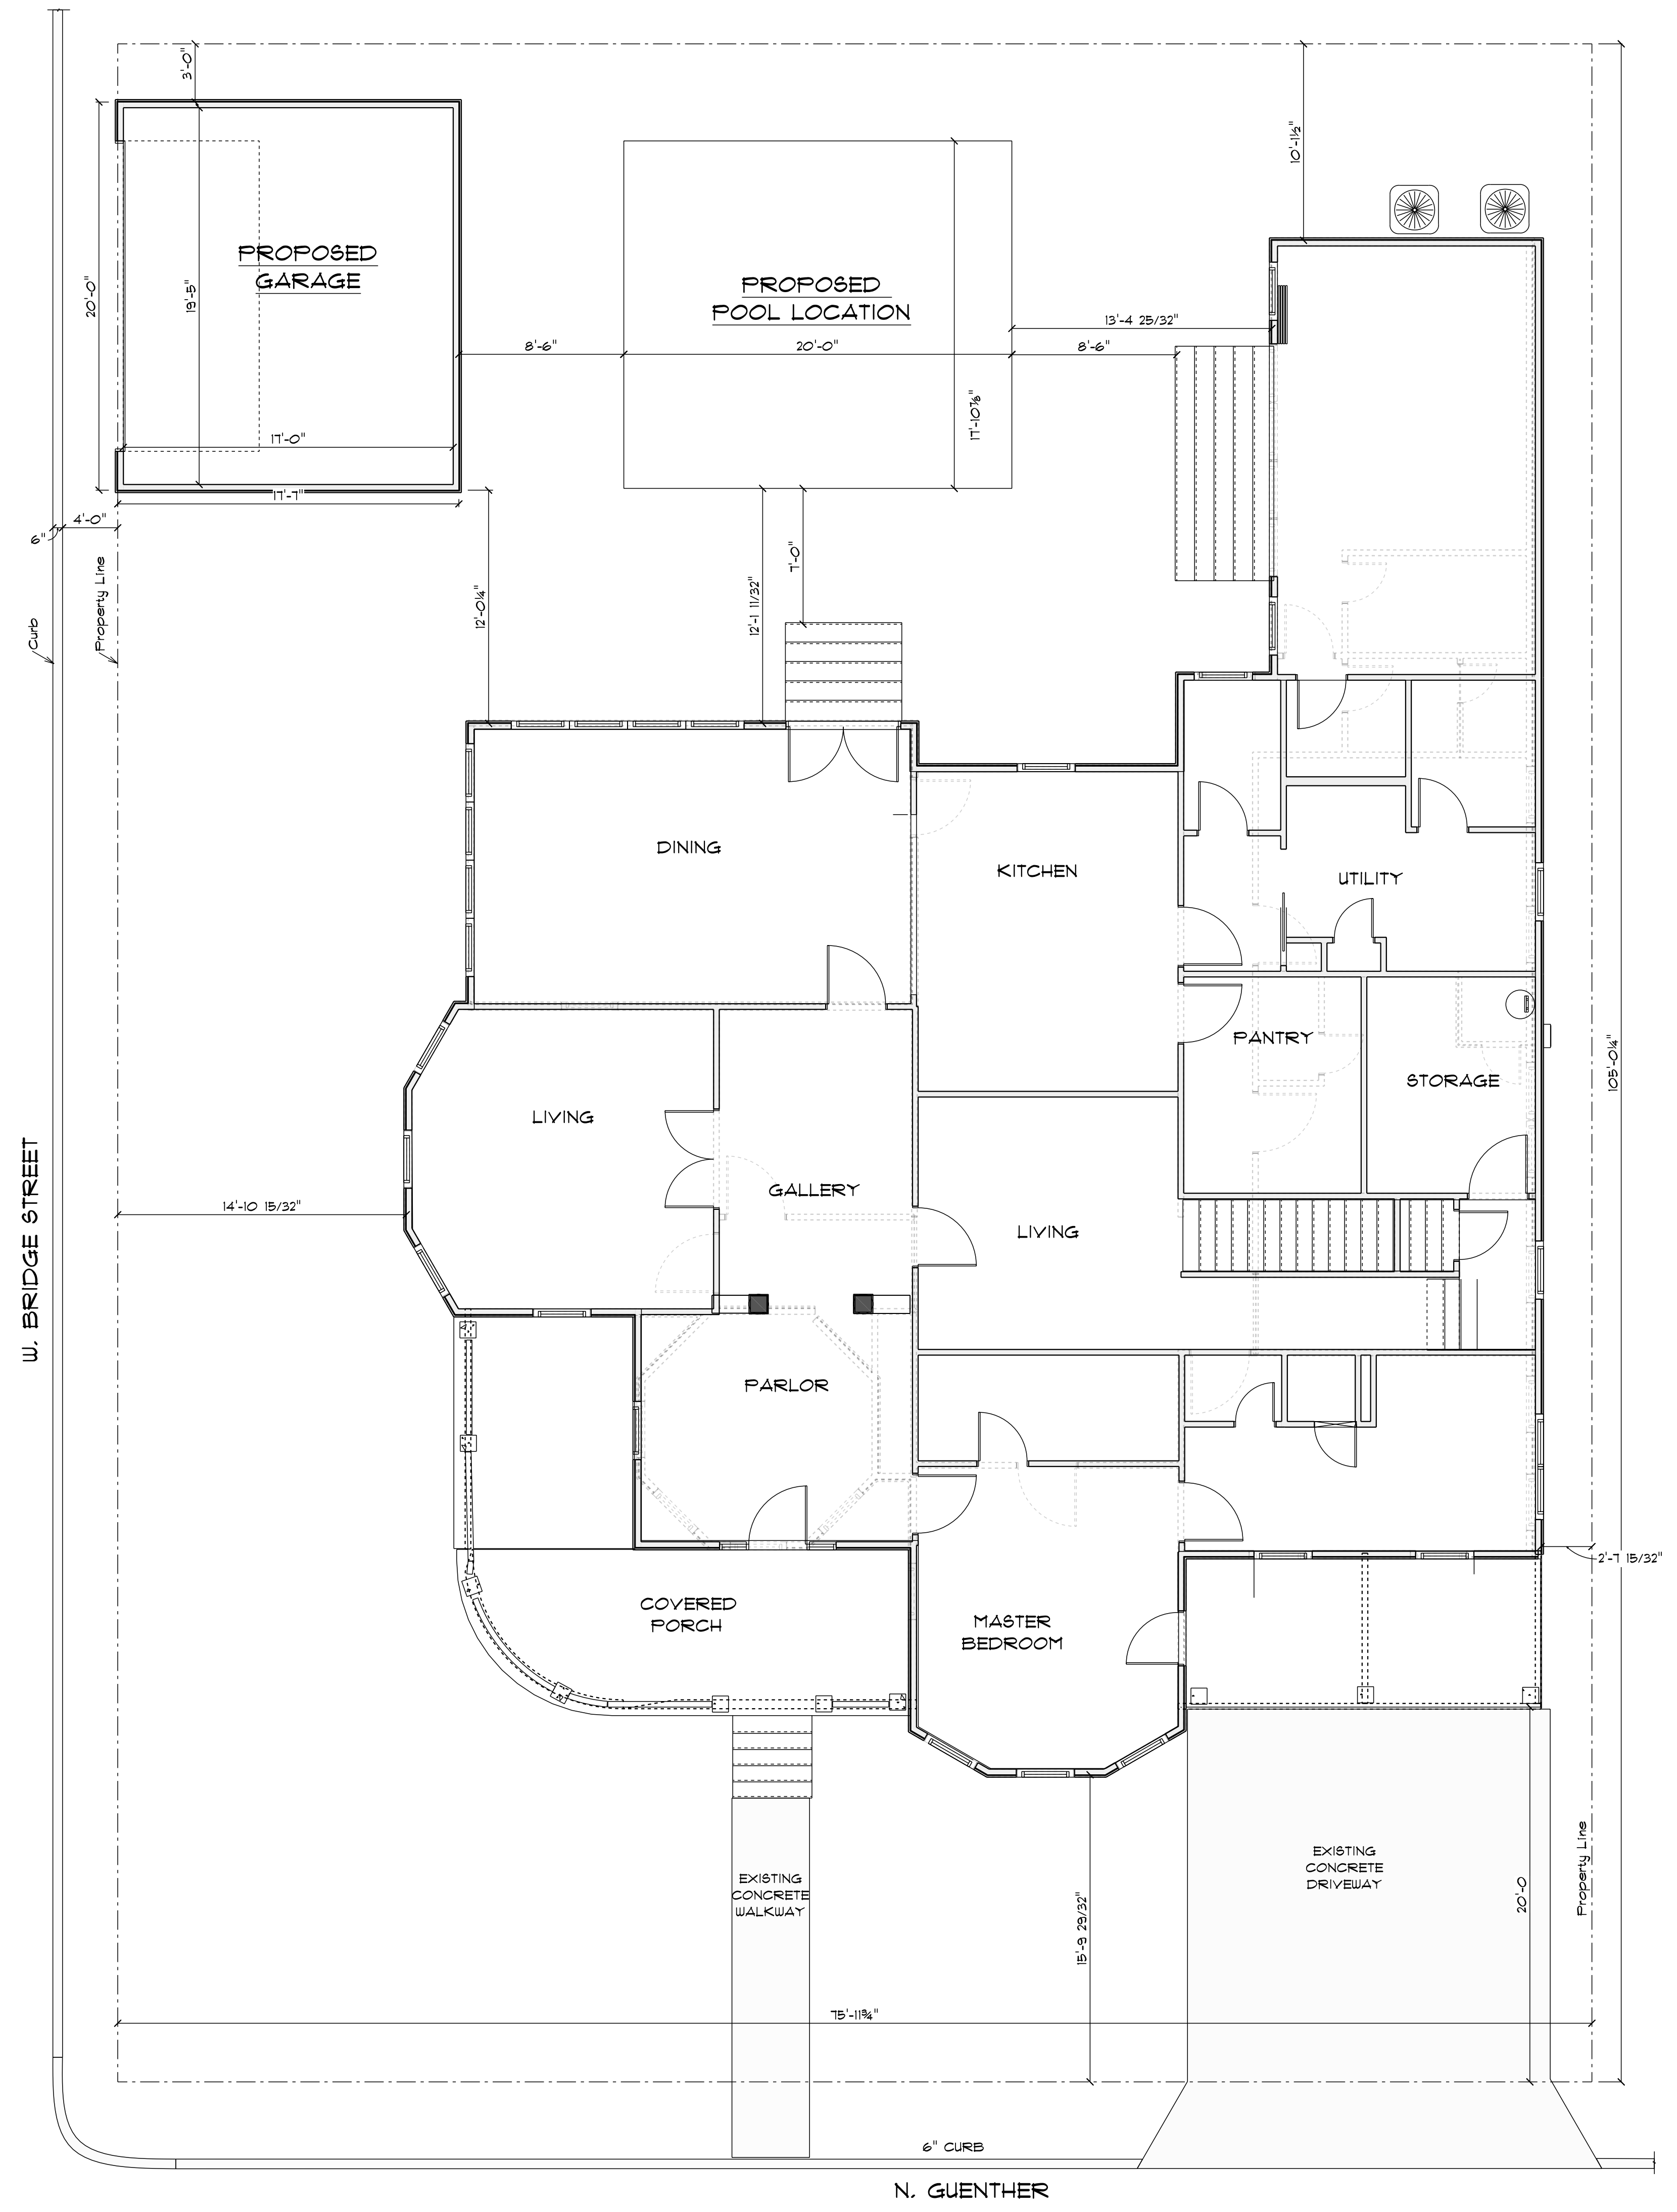 3'-0"
10'-1½"
PROPOSED
GARAGE
20'-0"
19'-5"
17'-0"
17'-7"
PROPOSED
POOL LOCATION
13'-4 25/32"
8'-6"
20'-0"
8'-6"
17'-10⅞"
4'-0"
6"
Curb
Property Line
12'-0¼"
12'-1 11/32"
7'-0"
DINING
KITCHEN
UTILITY
PANTRY
STORAGE
105'-0¼"
LIVING
GALLERY
LIVING
W. BRIDGE STREET
14'-10 15/32"
PARLOR
COVERED
PORCH
MASTER
BEDROOM
2'-7 15/32"
EXISTING
CONCRETE
WALKWAY
EXISTING
CONCRETE
DRIVEWAY
15'-9 29/32"
20'-0
Property Line
75'-11¾"
6" CURB
N. GUENTHER